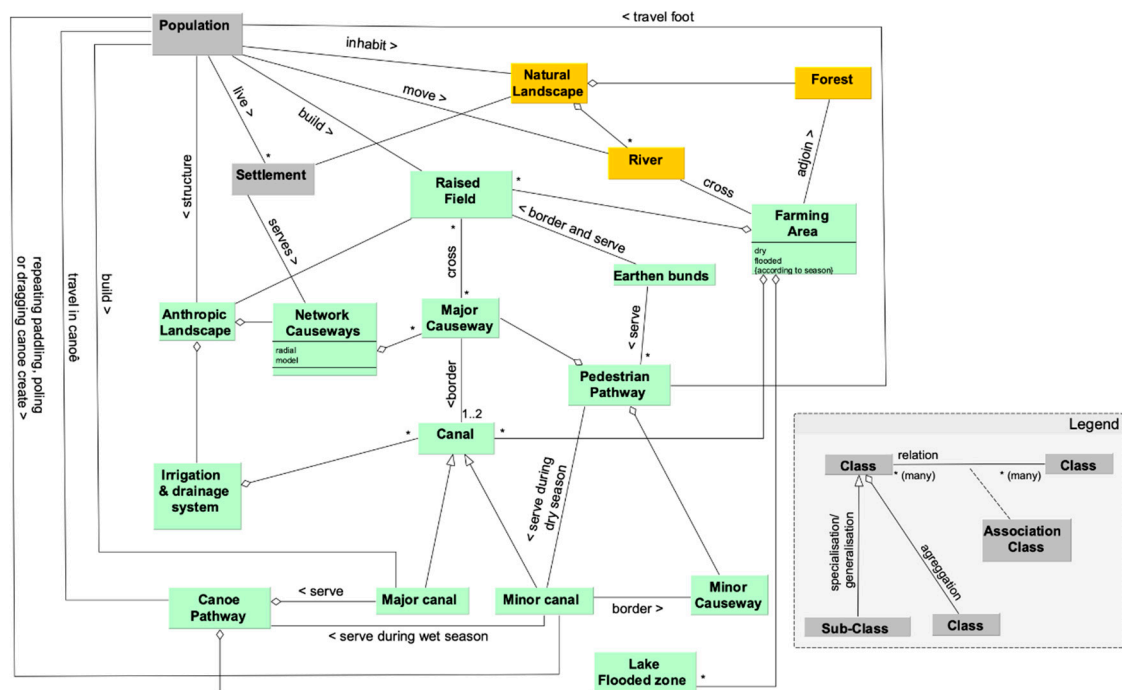 Population
< travel foot
inhabit >
Natural
Landscape
Forest
live >
move >
build >
*
*
River
adjoin >
Settlement
Raised
Field
*
cross
Farming
Area
dry
flooded
{according to season}
< structure
serves >
*
cross
*
< border and serve
Earthen bunds
repeating padding, poling
or dragging canoe create >
travel in canoê
build >
Anthropic
Landscape
Network
Causeways
radial
model
*
Major
Causeway
< serve
*
Pedestrian
Pathway
<border
1..2
*
Canal
*
Irrigation
& drainage
system
< serve during
dry season
Canoe
Pathway
< serve
Major canal
Minor canal
border >
Minor
Causeway
< serve during wet season
Lake
Flooded zone
*
Legend
relation
Class
* (many)
* (many)
Class
specialisation/
generalisation
agreggation
Association
Class
Sub-Class
Class